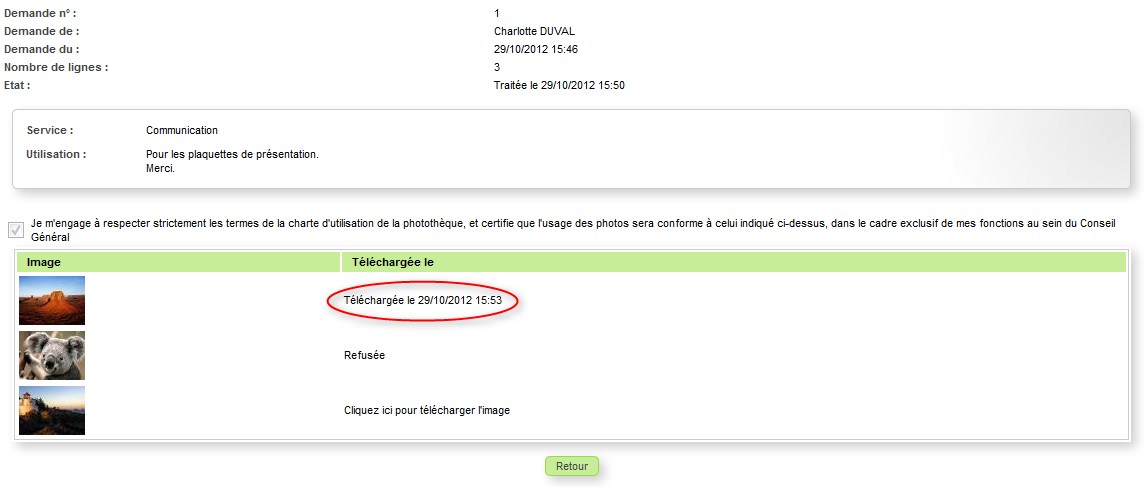 Demande n° : 1
Demande de : Charlotte DUVAL
Demande du : 29/10/2012 15:46
Nombre de lignes : 3
Etat : Traitée le 29/10/2012 15:50
Service : Communication
Utilisation : Pour les plaquettes de présentation.
Merci.
Je m'engage à respecter strictement les termes de la charte d'utilisation de la photothèque, et certifie que l'usage des photos sera conforme à celui indiqué ci-dessus, dans le cadre exclusif de mes fonctions au sein du Conseil
Général
Image Téléchargée le
Téléchargée le 29/10/2012 15:53
Refusée
Cliquez ici pour télécharger l'image
Retour